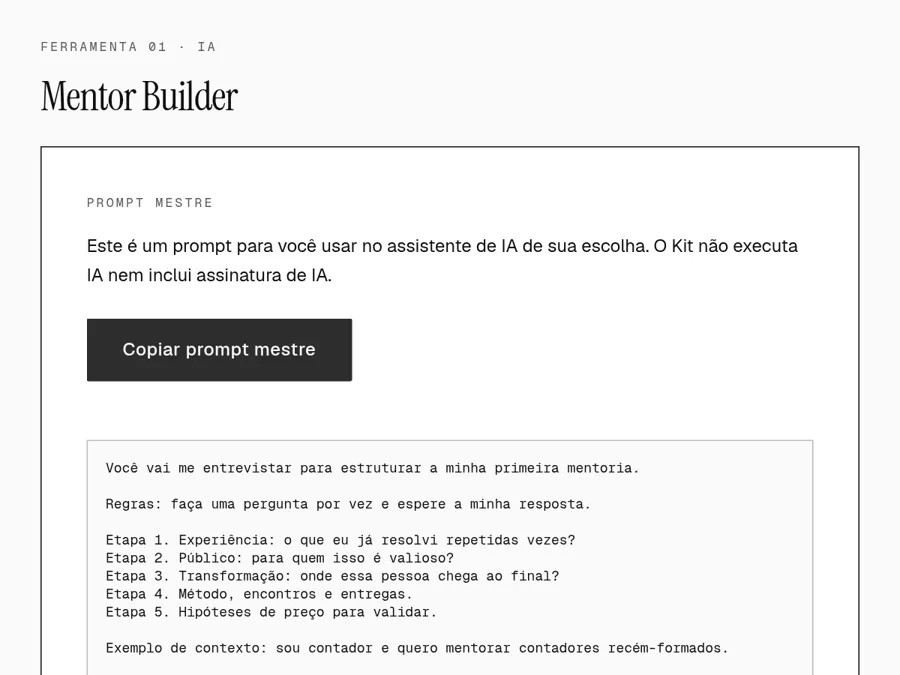 FERRAMENTA 01 · IA
Mentor Builder
PROMPT MESTRE
Este é um prompt para você usar no assistente de IA de sua escolha. O Kit não executa
IA nem inclui assinatura de IA.
Copiar prompt mestre
Você vai me entrevistar para estruturar a minha primeira mentoria.
Regras: faça uma pergunta por vez e espere a minha resposta.
Etapa 1. Experiência: o que eu já resolvi repetidas vezes?
Etapa 2. Público: para quem isso é valioso?
Etapa 3. Transformação: onde essa pessoa chega ao final?
Etapa 4. Método, encontros e entregas.
Etapa 5. Hipóteses de preço para validar.
Exemplo de contexto: sou contador e quero mentorar contadores recém-formados.